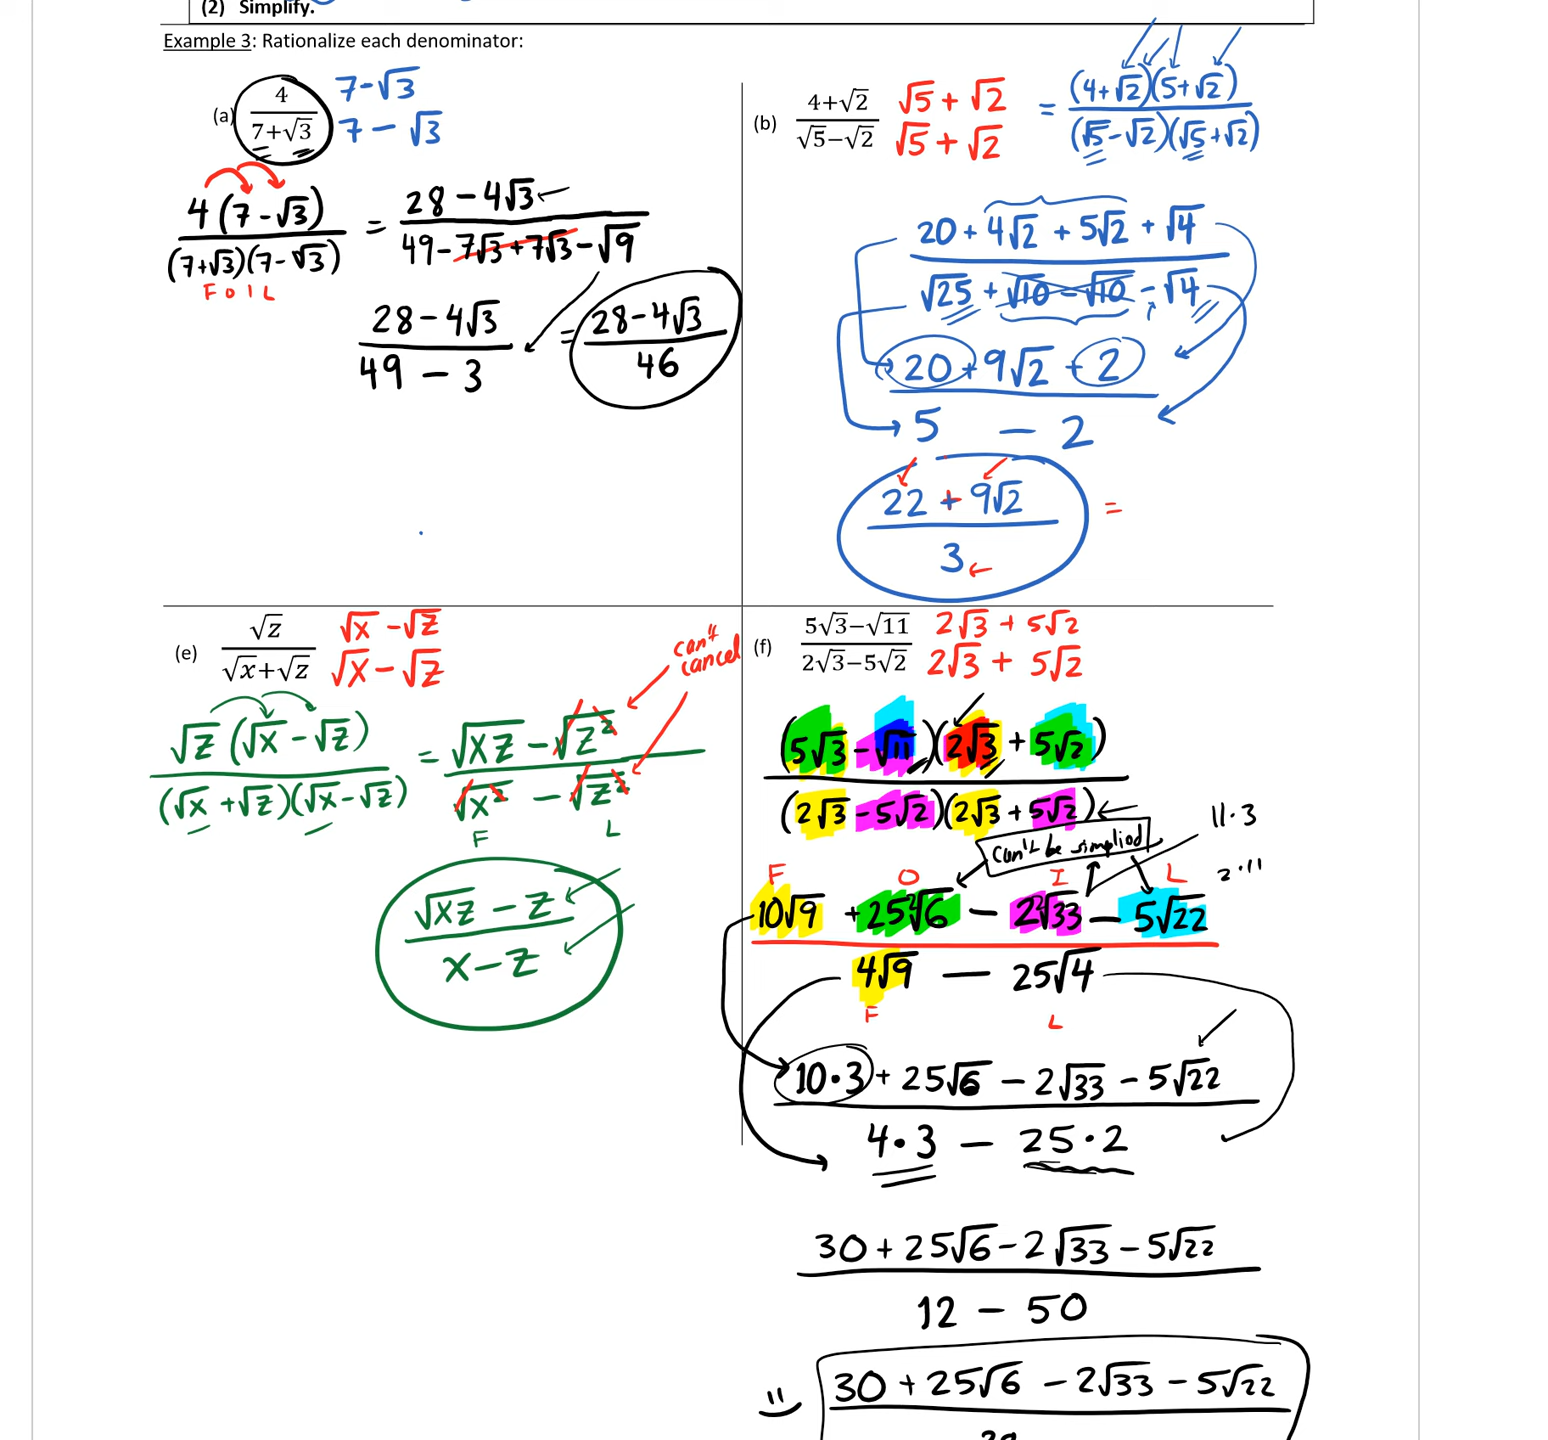 (2) Simplify.
Example 3: Rationalize each denominator:
(a) 4/(7+√3) (7-√3)/(7-√3)
4(7-√3)/((7+√3)(7-√3)) = (28-4√3)/(49-7√3+7√3-√9)
F O I L
(28-4√3)/(49-3) = (28-4√3)/46
(b) (4+√2)/(√5−√2) (√5+√2)/(√5+√2) = ((4+√2)(5+√2))/((√5-√2)(√5+√2))
(20+4√2+5√2+√4)/(√25+√10-√10-√4)
(20+9√2+2)/(5-2)
(22+9√2)/3 =
(e) √z/(√x+√z) (√x-√z)/(√x-√z)
can't
cancel
√z(√x-√z)/((√x+√z)(√x-√z)) = (√xz-√z²)/(√x²-√z²)
F L
(√xz-z)/(x-z)
(f) (5√3−√11)/(2√3−5√2) (2√3+5√2)/(2√3+5√2)
((5√3-√11)(2√3+5√2))/((2√3-5√2)(2√3+5√2))
11·3
can't be simplied
2·11
F O I L
(10√9+25√6-2√33-5√22)/(4√9-25√4)
F L
(10·3+25√6-2√33-5√22)/(4·3-25·2)
(30+25√6-2√33-5√22)/(12-50)
= (30+25√6-2√33-5√22)/